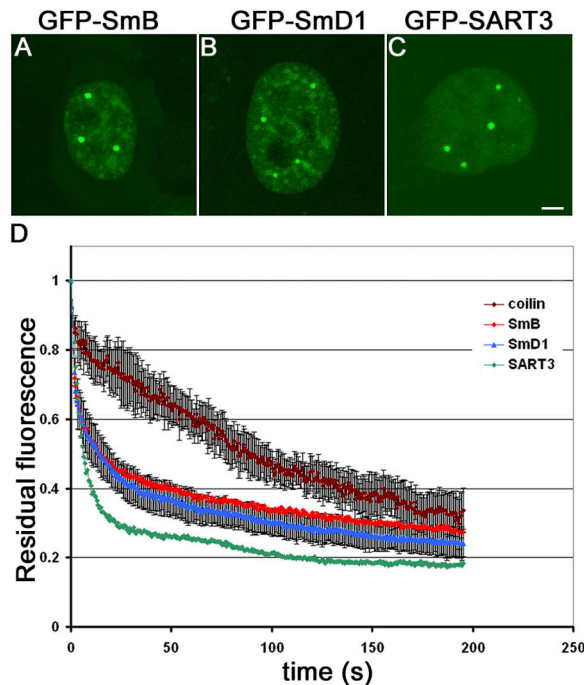 GFP-SmB GFP-SmD1 GFP-SART3
A B C
D
1
0.8
0.6
0.4
0.2
0
Residual fluorescence
coilin
SmB
SmD1
SART3
0 50 100 150 200 250
time (s)